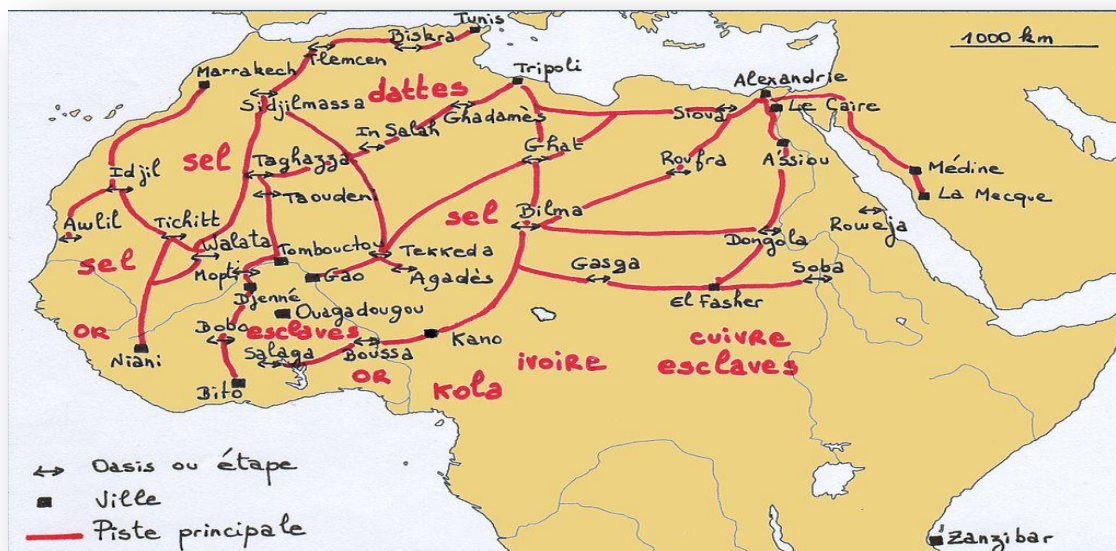 Tunis
Biskra
Tlemcen
1000 km
Marrakech
Tripoli
Alexandrie
Sidjilmassa
dattes
Le Caire
Ghadamès
Sioua
In Salah
sel
Taghazza
Ghat
Koufra
Assiou
Médine
Idjil
La Mecque
Taoudeni
sel
Bilma
Awlil
Tichitt
Roweja
Walata
Tombouctou
Tekkeda
Dongola
sel
Mopti
Gao
Agadès
Gasga
Soba
Djenné
El Fasher
Ouagadougou
OR
Bobo
esclaves
Kano
cuivre
Niani
Salaga
Boussa
ivoire
esclaves
OR
Kola
Bito
Oasis ou étape
Ville
Piste principale
Zanzibar